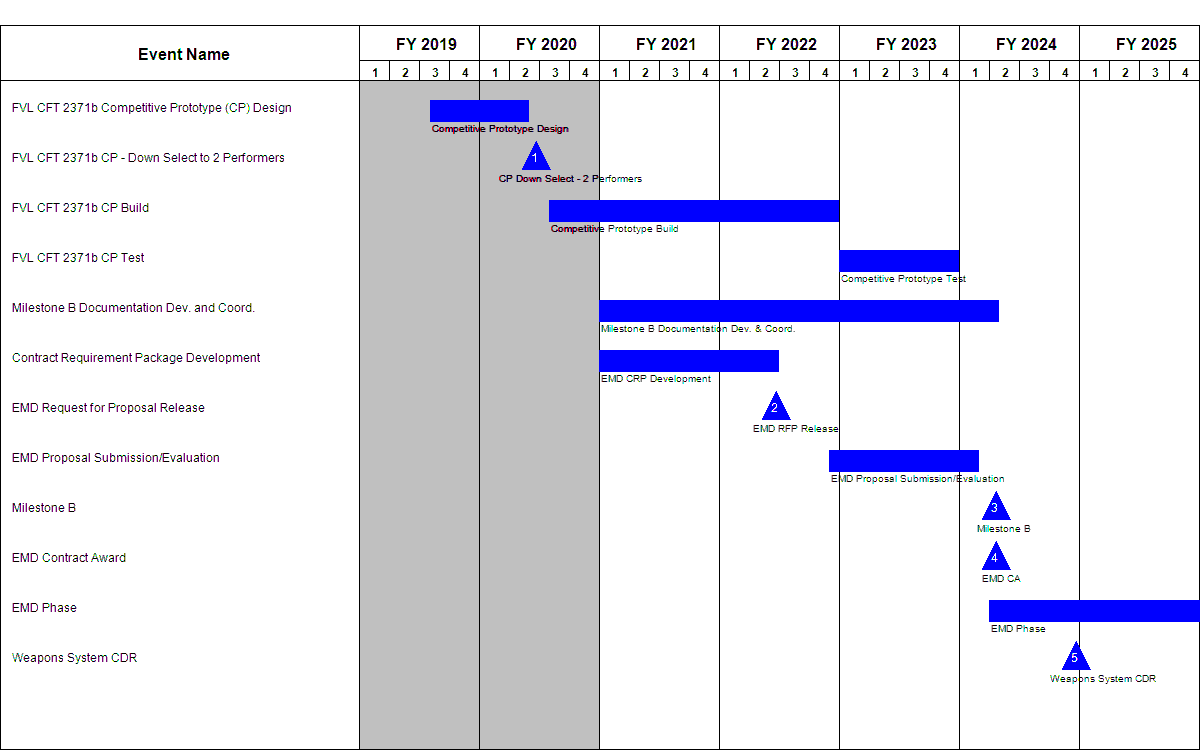 Event Name
FY 2019 FY 2020 FY 2021 FY 2022 FY 2023 FY 2024 FY 2025
1 2 3 4 1 2 3 4 1 2 3 4 1 2 3 4 1 2 3 4 1 2 3 4 1 2 3 4
FVL CFT 2371b Competitive Prototype (CP) Design
Competitive Prototype Design
FVL CFT 2371b CP - Down Select to 2 Performers
1
CP Down Select - 2 Performers
FVL CFT 2371b CP Build
Competitive Prototype Build
FVL CFT 2371b CP Test
Competitive Prototype Test
Milestone B Documentation Dev. and Coord.
Milestone B Documentation Dev. & Coord.
Contract Requirement Package Development
EMD CRP Development
EMD Request for Proposal Release
2
EMD RFP Release
EMD Proposal Submission/Evaluation
EMD Proposal Submission/Evaluation
Milestone B
3
Milestone B
EMD Contract Award
4
EMD CA
EMD Phase
EMD Phase
Weapons System CDR
5
Weapons System CDR